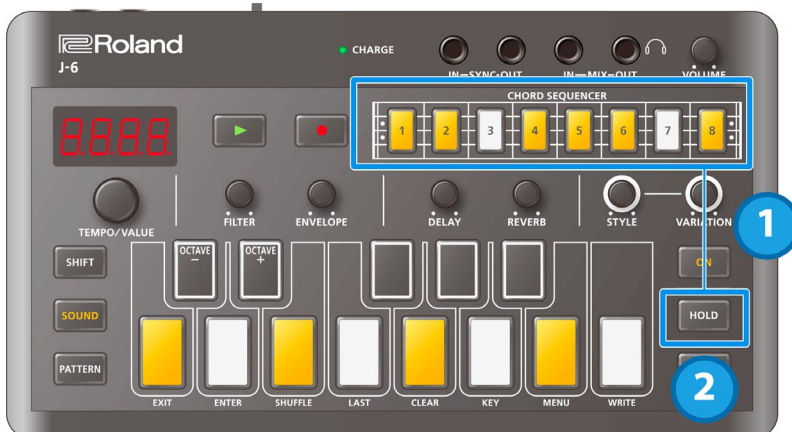 Roland
J-6
CHARGE
IN–SYNC–OUT
IN–MIX–OUT
VOLUME
CHORD SEQUENCER
8.8.8.8
1 2 3 4 5 6 7 8
TEMPO/VALUE
FILTER
ENVELOPE
DELAY
REVERB
STYLE
VARIATION
1
SHIFT
OCTAVE
–
OCTAVE
+
ON
SOUND
HOLD
PATTERN
2
EXIT
ENTER
SHUFFLE
LAST
CLEAR
KEY
MENU
WRITE